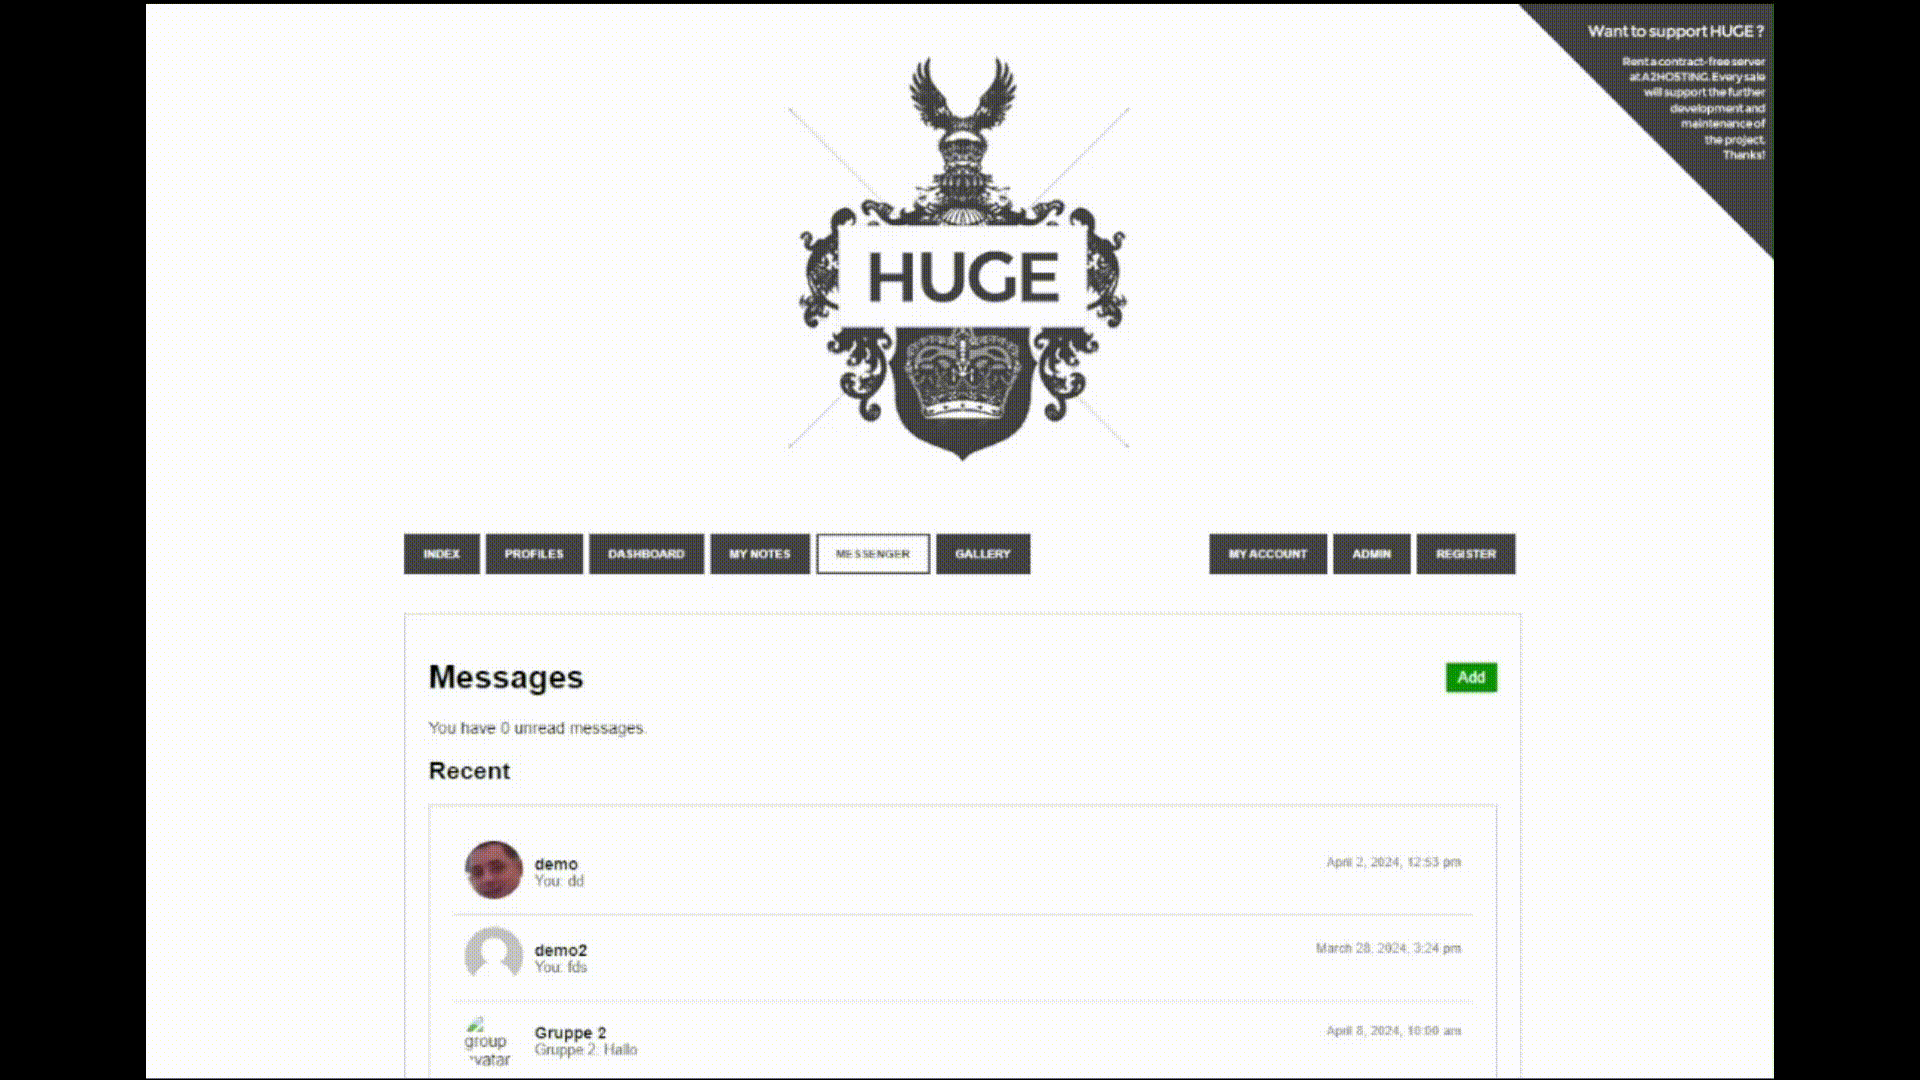 Want to support HUGE ?
Rent a contract-free server
at A2HOSTING. Every sale
will support the further
development and
maintenance of
the project.
Thanks!
HUGE
INDEX
PROFILES
DASHBOARD
MY NOTES
MESSENGER
GALLERY
MY ACCOUNT
ADMIN
REGISTER
Messages
Add
You have 0 unread messages.
Recent
demo
April 2, 2024, 12:53 pm
You: dd
demo2
March 28, 2024, 3:24 pm
You: fds
Gruppe 2
April 8, 2024, 10:00 am
Gruppe 2: Hallo
group
vatar